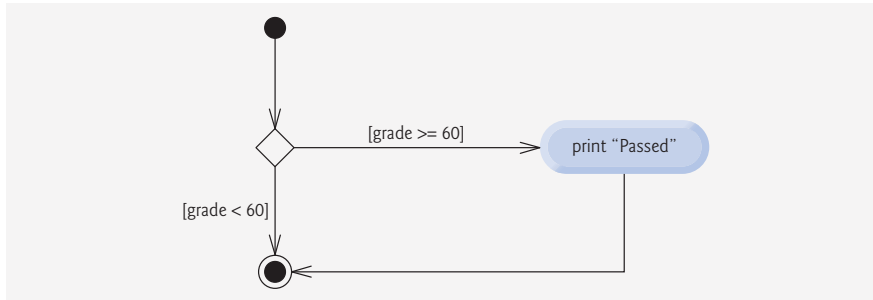 [grade >= 60]
print “Passed”
[grade < 60]